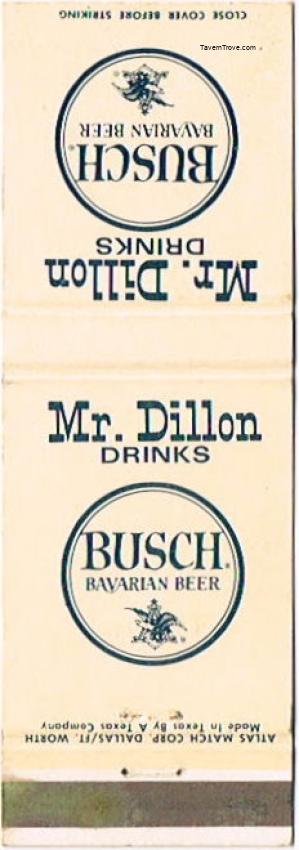 CLOSE COVER BEFORE STRIKING
TavernTrove.com
BUSCH®
BAVARIAN BEER
Mr. Dillon
DRINKS
Mr. Dillon
DRINKS
BUSCH®
BAVARIAN BEER
ATLAS MATCH CORP. DALLAS/FT. WORTH
Made In Texas By A Texas Company